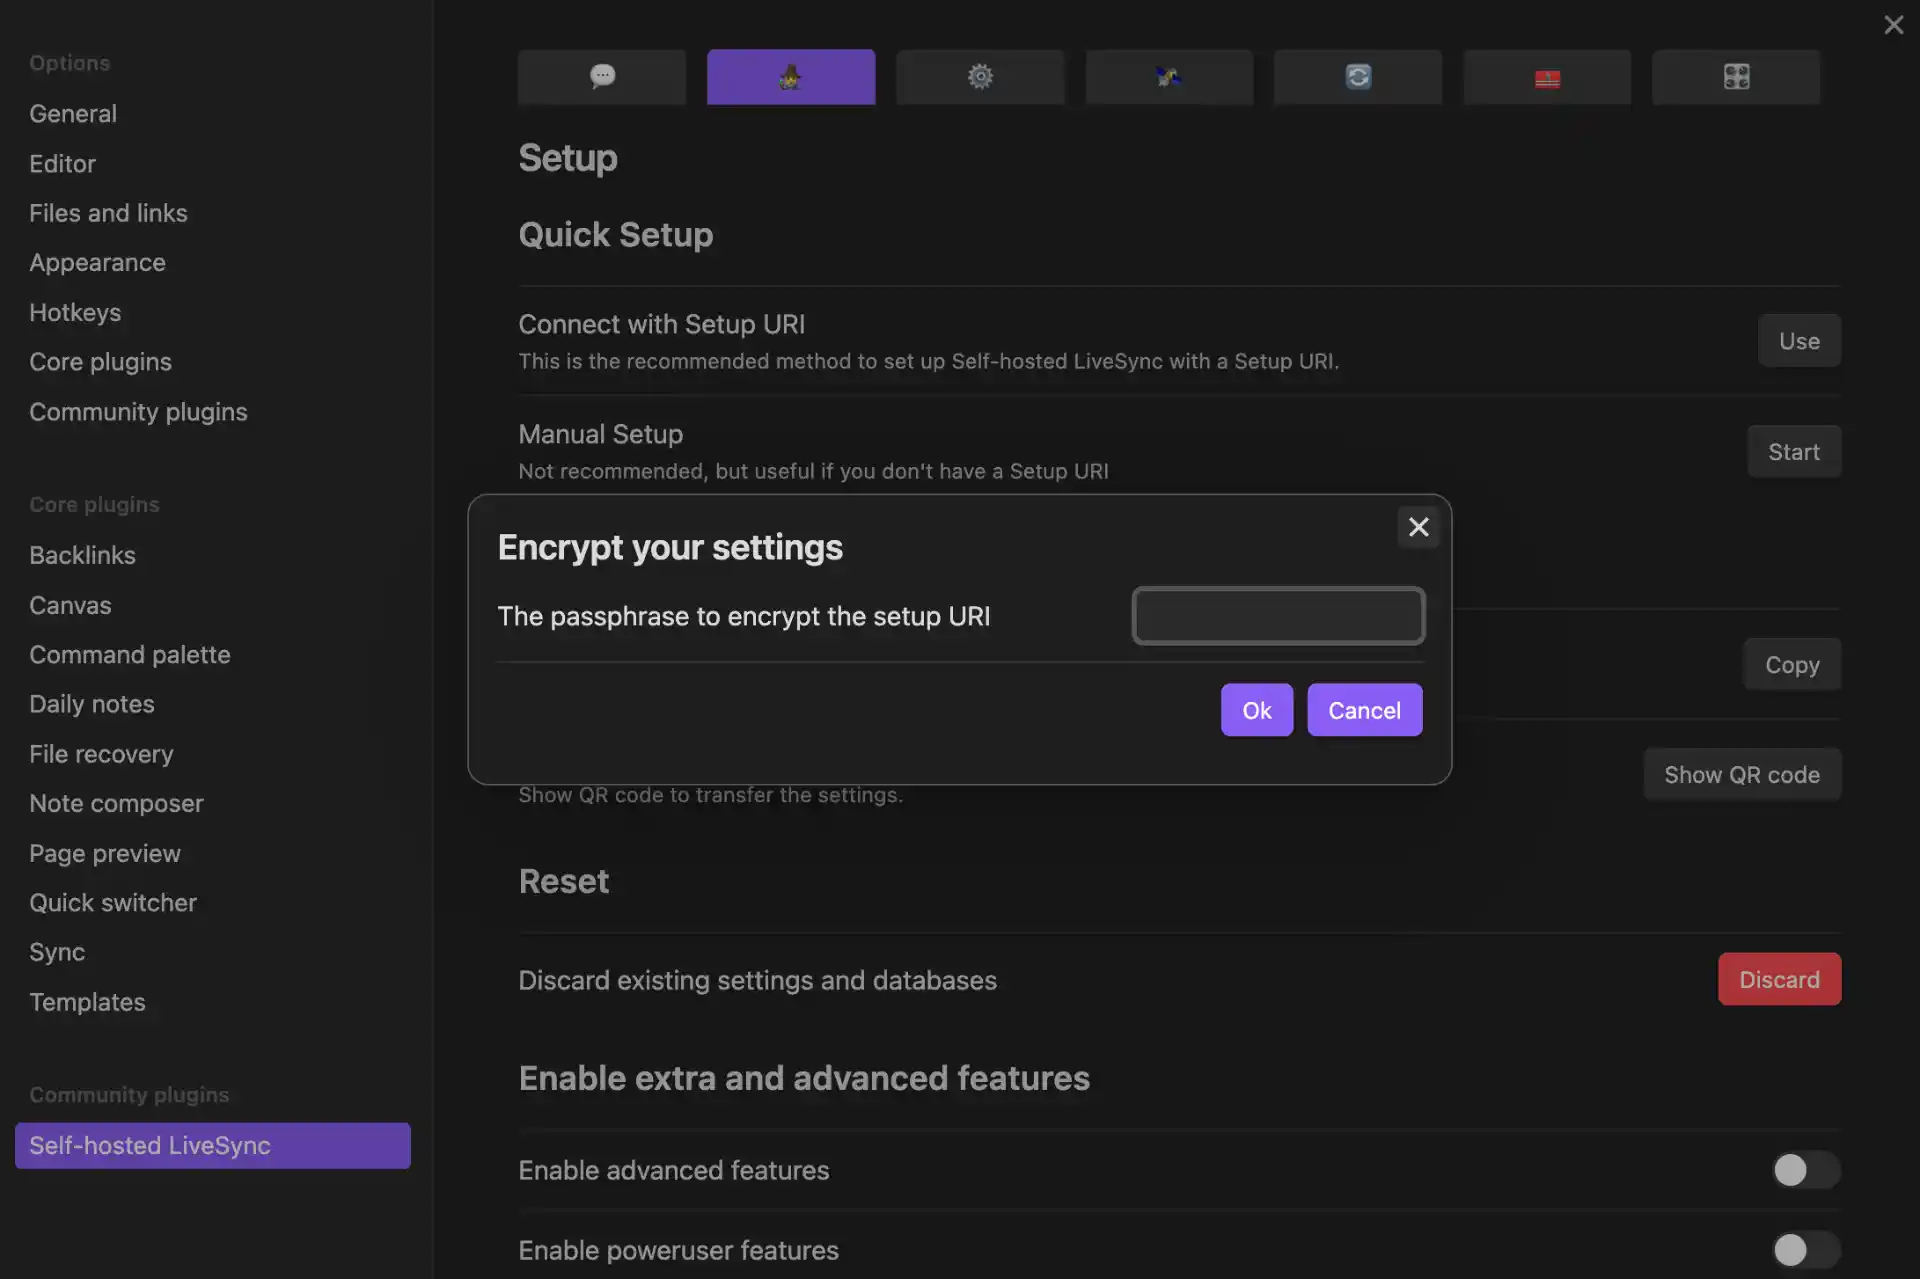 Options
General
Editor
Files and links
Appearance
Hotkeys
Core plugins
Community plugins
Core plugins
Backlinks
Canvas
Command palette
Daily notes
File recovery
Note composer
Page preview
Quick switcher
Sync
Templates
Community plugins
Self-hosted LiveSync
Setup
Quick Setup
Connect with Setup URI
This is the recommended method to set up Self-hosted LiveSync with a Setup URI.
Use
Manual Setup
Not recommended, but useful if you don't have a Setup URI
Start
Encrypt your settings
The passphrase to encrypt the setup URI
Ok
Cancel
Copy
Show QR code to transfer the settings.
Show QR code
Reset
Discard existing settings and databases
Discard
Enable extra and advanced features
Enable advanced features
Enable poweruser features